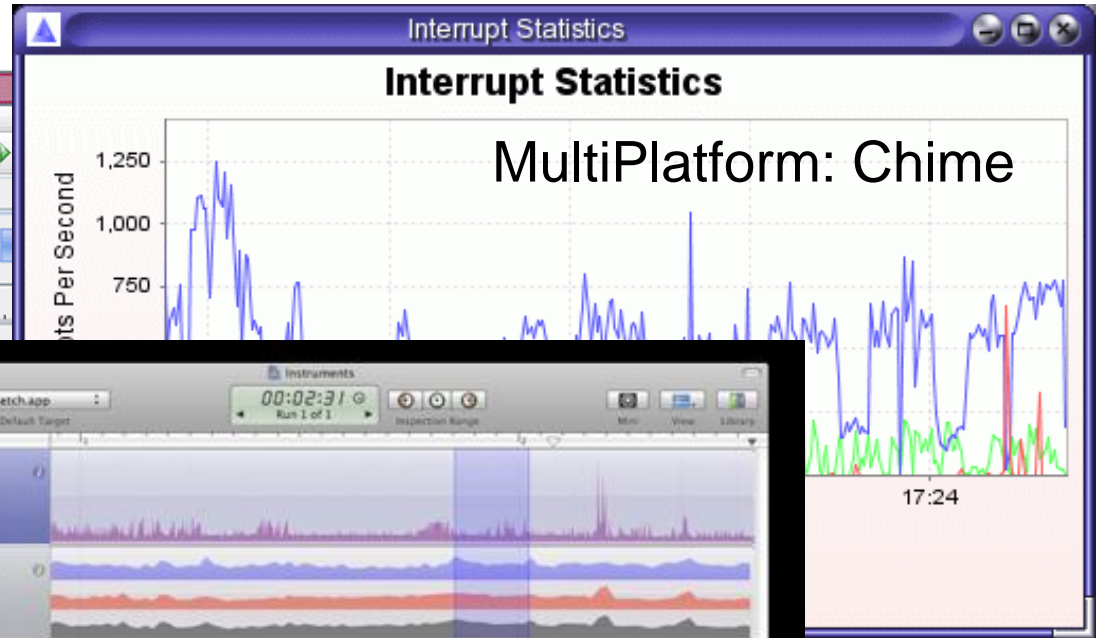 Interrupt Statistics
Interrupt Statistics
MultiPlatform: Chime
1,250
1,000
750
ots Per Second
17:24
Instruments
etch.app
00:02:31
Run 1 of 1
Default Target
Inspection Range
Mini
View
Library